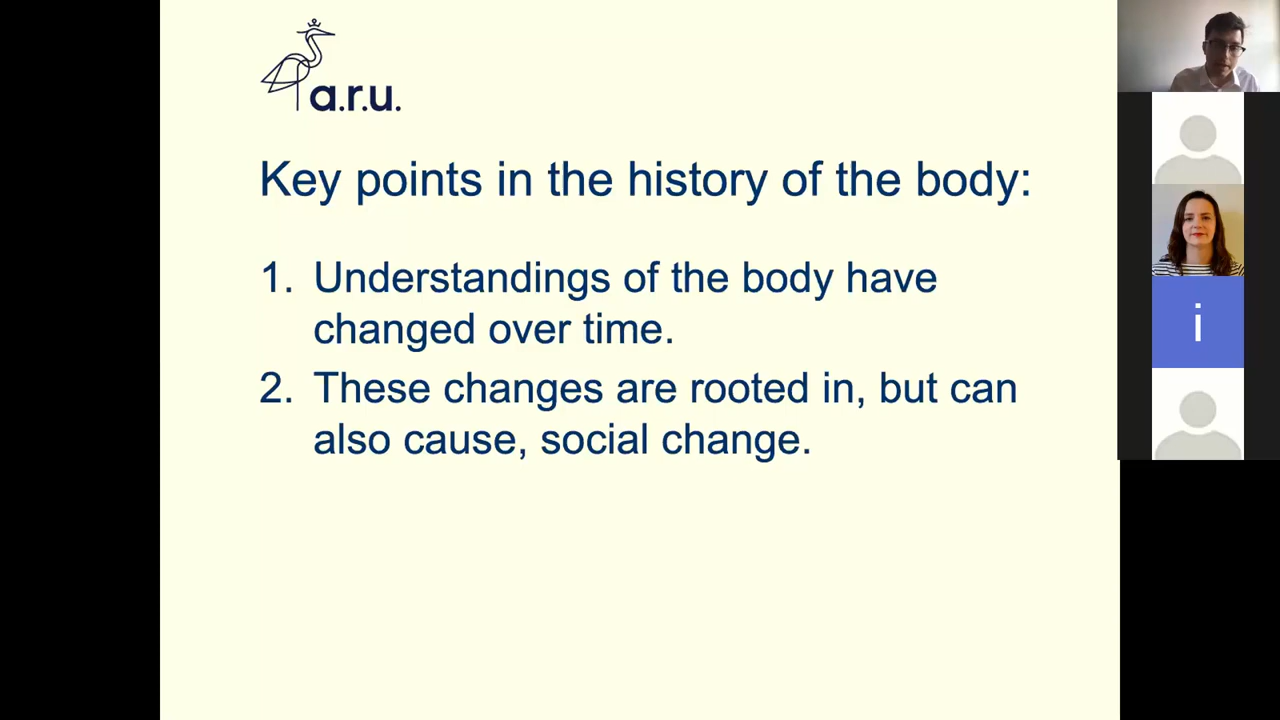 a.r.u.
Key points in the history of the body:
1. Understandings of the body have
changed over time.
2. These changes are rooted in, but can
also cause, social change.
i